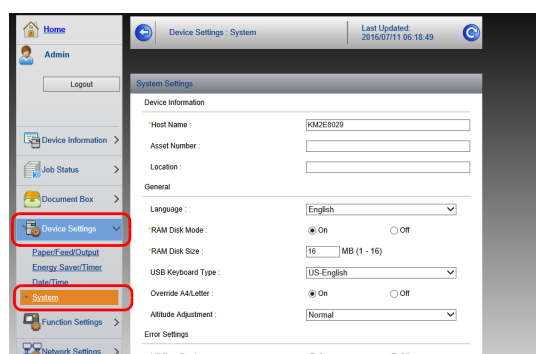 Home
Admin
Logout
Device Information
Job Status
Document Box
Device Settings
Paper/Feed/Output
Energy Saver/Timer
Date/Time
System
Function Settings
Network Settings
Device Settings : System
Last Updated:
2016/07/11 06:18:49
System Settings
Device Information
*Host Name : KM2E8029
Asset Number :
Location :
General
Language : English
*RAM Disk Mode : On Off
*RAM Disk Size : 16 MB (1 - 16)
USB Keyboard Type : US-English
Override A4/Letter : On Off
Altitude Adjustment : Normal
Error Settings